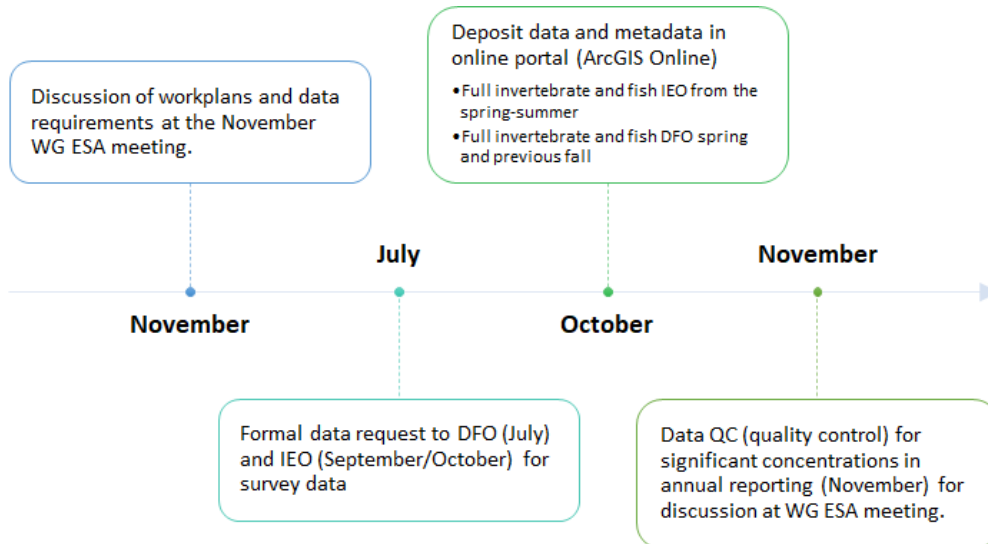 Deposit data and metadata in
online portal (ArcGIS Online)
•Full invertebrate and fish IEO from the
spring-summer
•Full invertebrate and fish DFO spring
and previous fall
Discussion of workplans and data
requirements at the November
WG ESA meeting.
July
November
November
October
Formal data request to DFO (July)
and IEO (September/October) for
survey data
Data QC (quality control) for
significant concentrations in
annual reporting (November) for
discussion at WG ESA meeting.